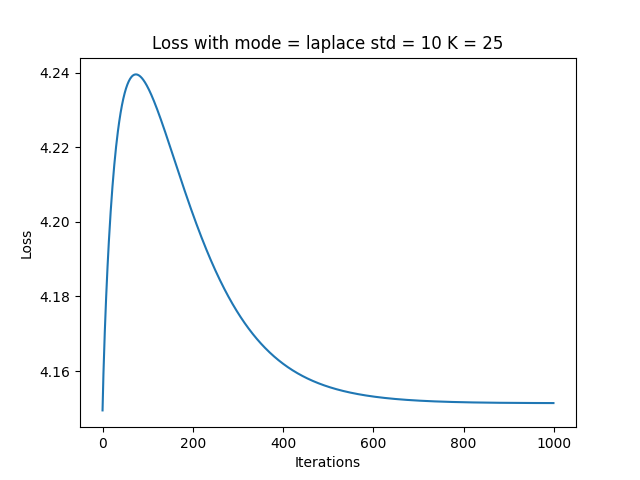 Loss with mode = laplace std = 10 K = 25
4.24
4.22
4.20
4.18
4.16
Loss
0 200 400 600 800 1000
Iterations